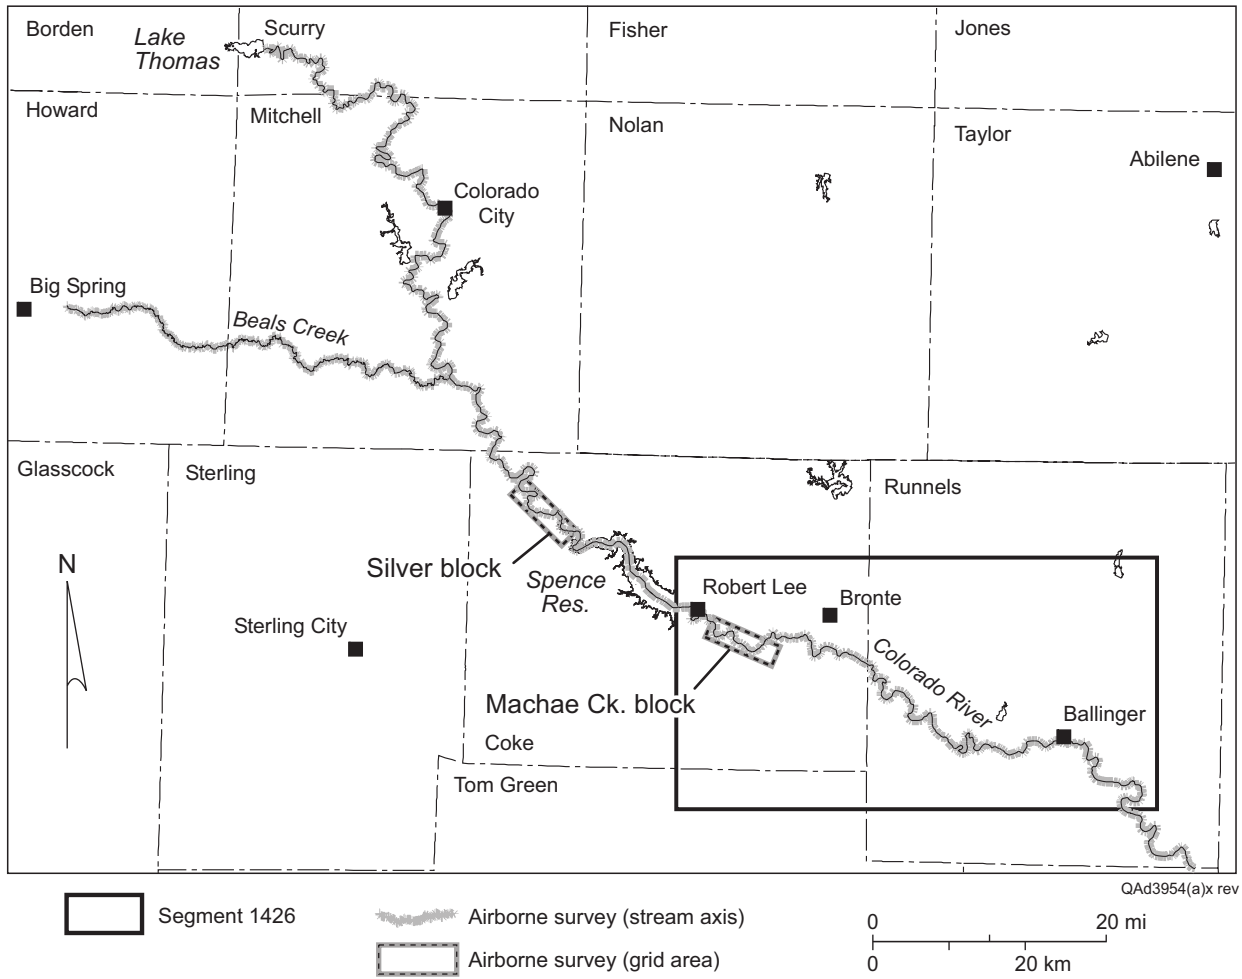 Borden
Lake
Thomas
Scurry
Fisher
Jones
Howard
Mitchell
Nolan
Taylor
Abilene
Colorado
City
Big Spring
Beals Creek
Glasscock
Sterling
Runnels
N
Silver block
Spence
Res.
Robert Lee
Bronte
Sterling City
Colorado River
Machae Ck. block
Ballinger
Coke
Tom Green
QAd3954(a)x rev
Segment 1426
Airborne survey (stream axis)
Airborne survey (grid area)
0 20 mi
0 20 km